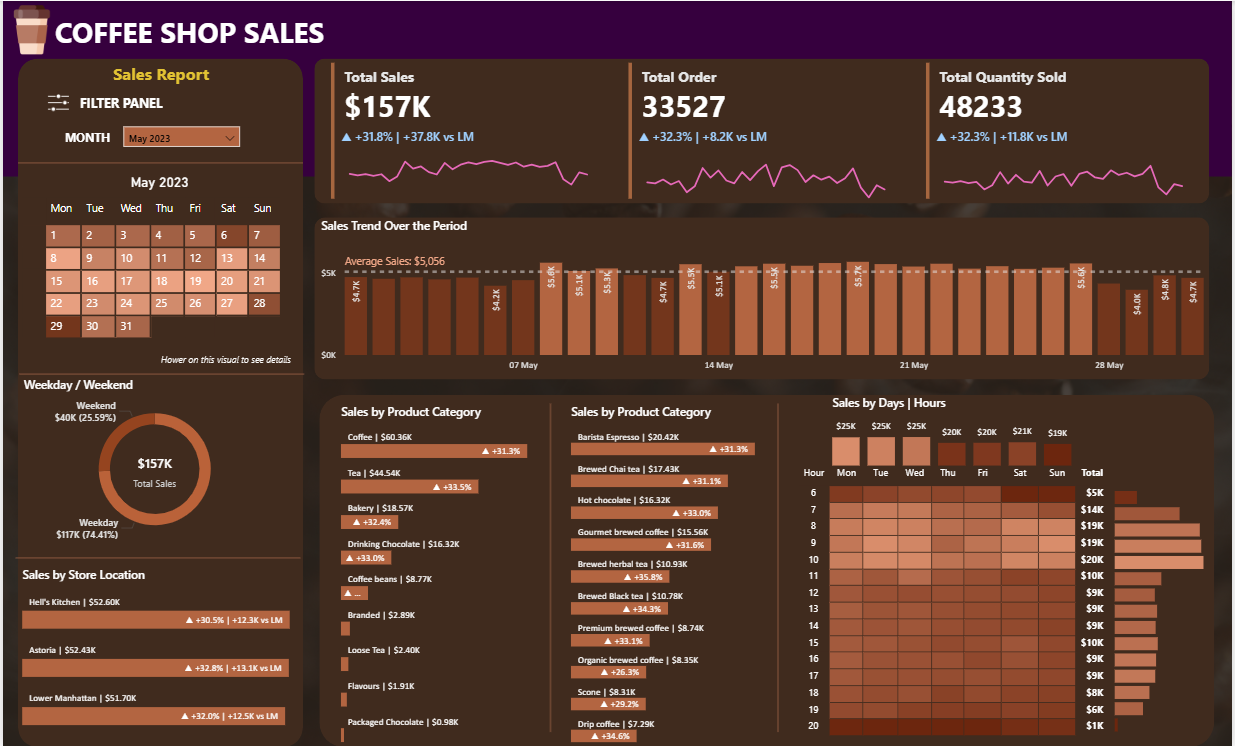 COFFEE SHOP SALES
Sales Report
FILTER PANEL
MONTH May 2023
May 2023
Mon Tue Wed Thu Fri Sat Sun
1 2 3 4 5 6 7
8 9 10 11 12 13 14
15 16 17 18 19 20 21
22 23 24 25 26 27 28
29 30 31
Hower on this visual to see details
Weekday / Weekend
Weekend
$40K (25.59%)
$157K
Total Sales
Weekday
$117K (74.41%)
Sales by Store Location
Hell's Kitchen | $52.60K
▲ +30.5% | +12.3K vs LM
Astoria | $52.43K
▲ +32.8% | +13.1K vs LM
Lower Manhattan | $51.70K
▲ +32.0% | +12.5K vs LM
Total Sales
$157K
▲ +31.8% | +37.8K vs LM
Total Order
33527
▲ +32.3% | +8.2K vs LM
Total Quantity Sold
48233
▲ +32.3% | +11.8K vs LM
Sales Trend Over the Period
Average Sales: $5,056
$5K
$0K
$4.7K $4.2K $5.6K $5.1K $5.3K $4.7K $5.5K $5.1K $5.5K $5.7K $5.6K $4.0K $4.8K $4.7K
07 May 14 May 21 May 28 May
Sales by Product Category
Coffee | $60.36K
▲ +31.3%
Tea | $44.54K
▲ +33.5%
Bakery | $18.57K
▲ +32.4%
Drinking Chocolate | $16.32K
▲ +33.0%
Coffee beans | $8.77K
▲ ...
Branded | $2.89K
Loose Tea | $2.40K
Flavours | $1.91K
Packaged Chocolate | $0.98K
Sales by Product Category
Barista Espresso | $20.42K
▲ +31.3%
Brewed Chai tea | $17.43K
▲ +31.1%
Hot chocolate | $16.32K
▲ +33.0%
Gourmet brewed coffee | $15.56K
▲ +31.6%
Brewed herbal tea | $10.93K
▲ +35.8%
Brewed Black tea | $10.78K
▲ +34.3%
Premium brewed coffee | $8.74K
▲ +33.1%
Organic brewed coffee | $8.35K
▲ +26.3%
Scone | $8.31K
▲ +29.2%
Drip coffee | $7.29K
▲ +34.6%
Sales by Days | Hours
$25K $25K $25K $20K $20K $21K $19K
Hour Mon Tue Wed Thu Fri Sat Sun Total
6 $5K
7 $14K
8 $19K
9 $19K
10 $20K
11 $10K
12 $9K
13 $9K
14 $9K
15 $10K
16 $9K
17 $9K
18 $8K
19 $6K
20 $1K